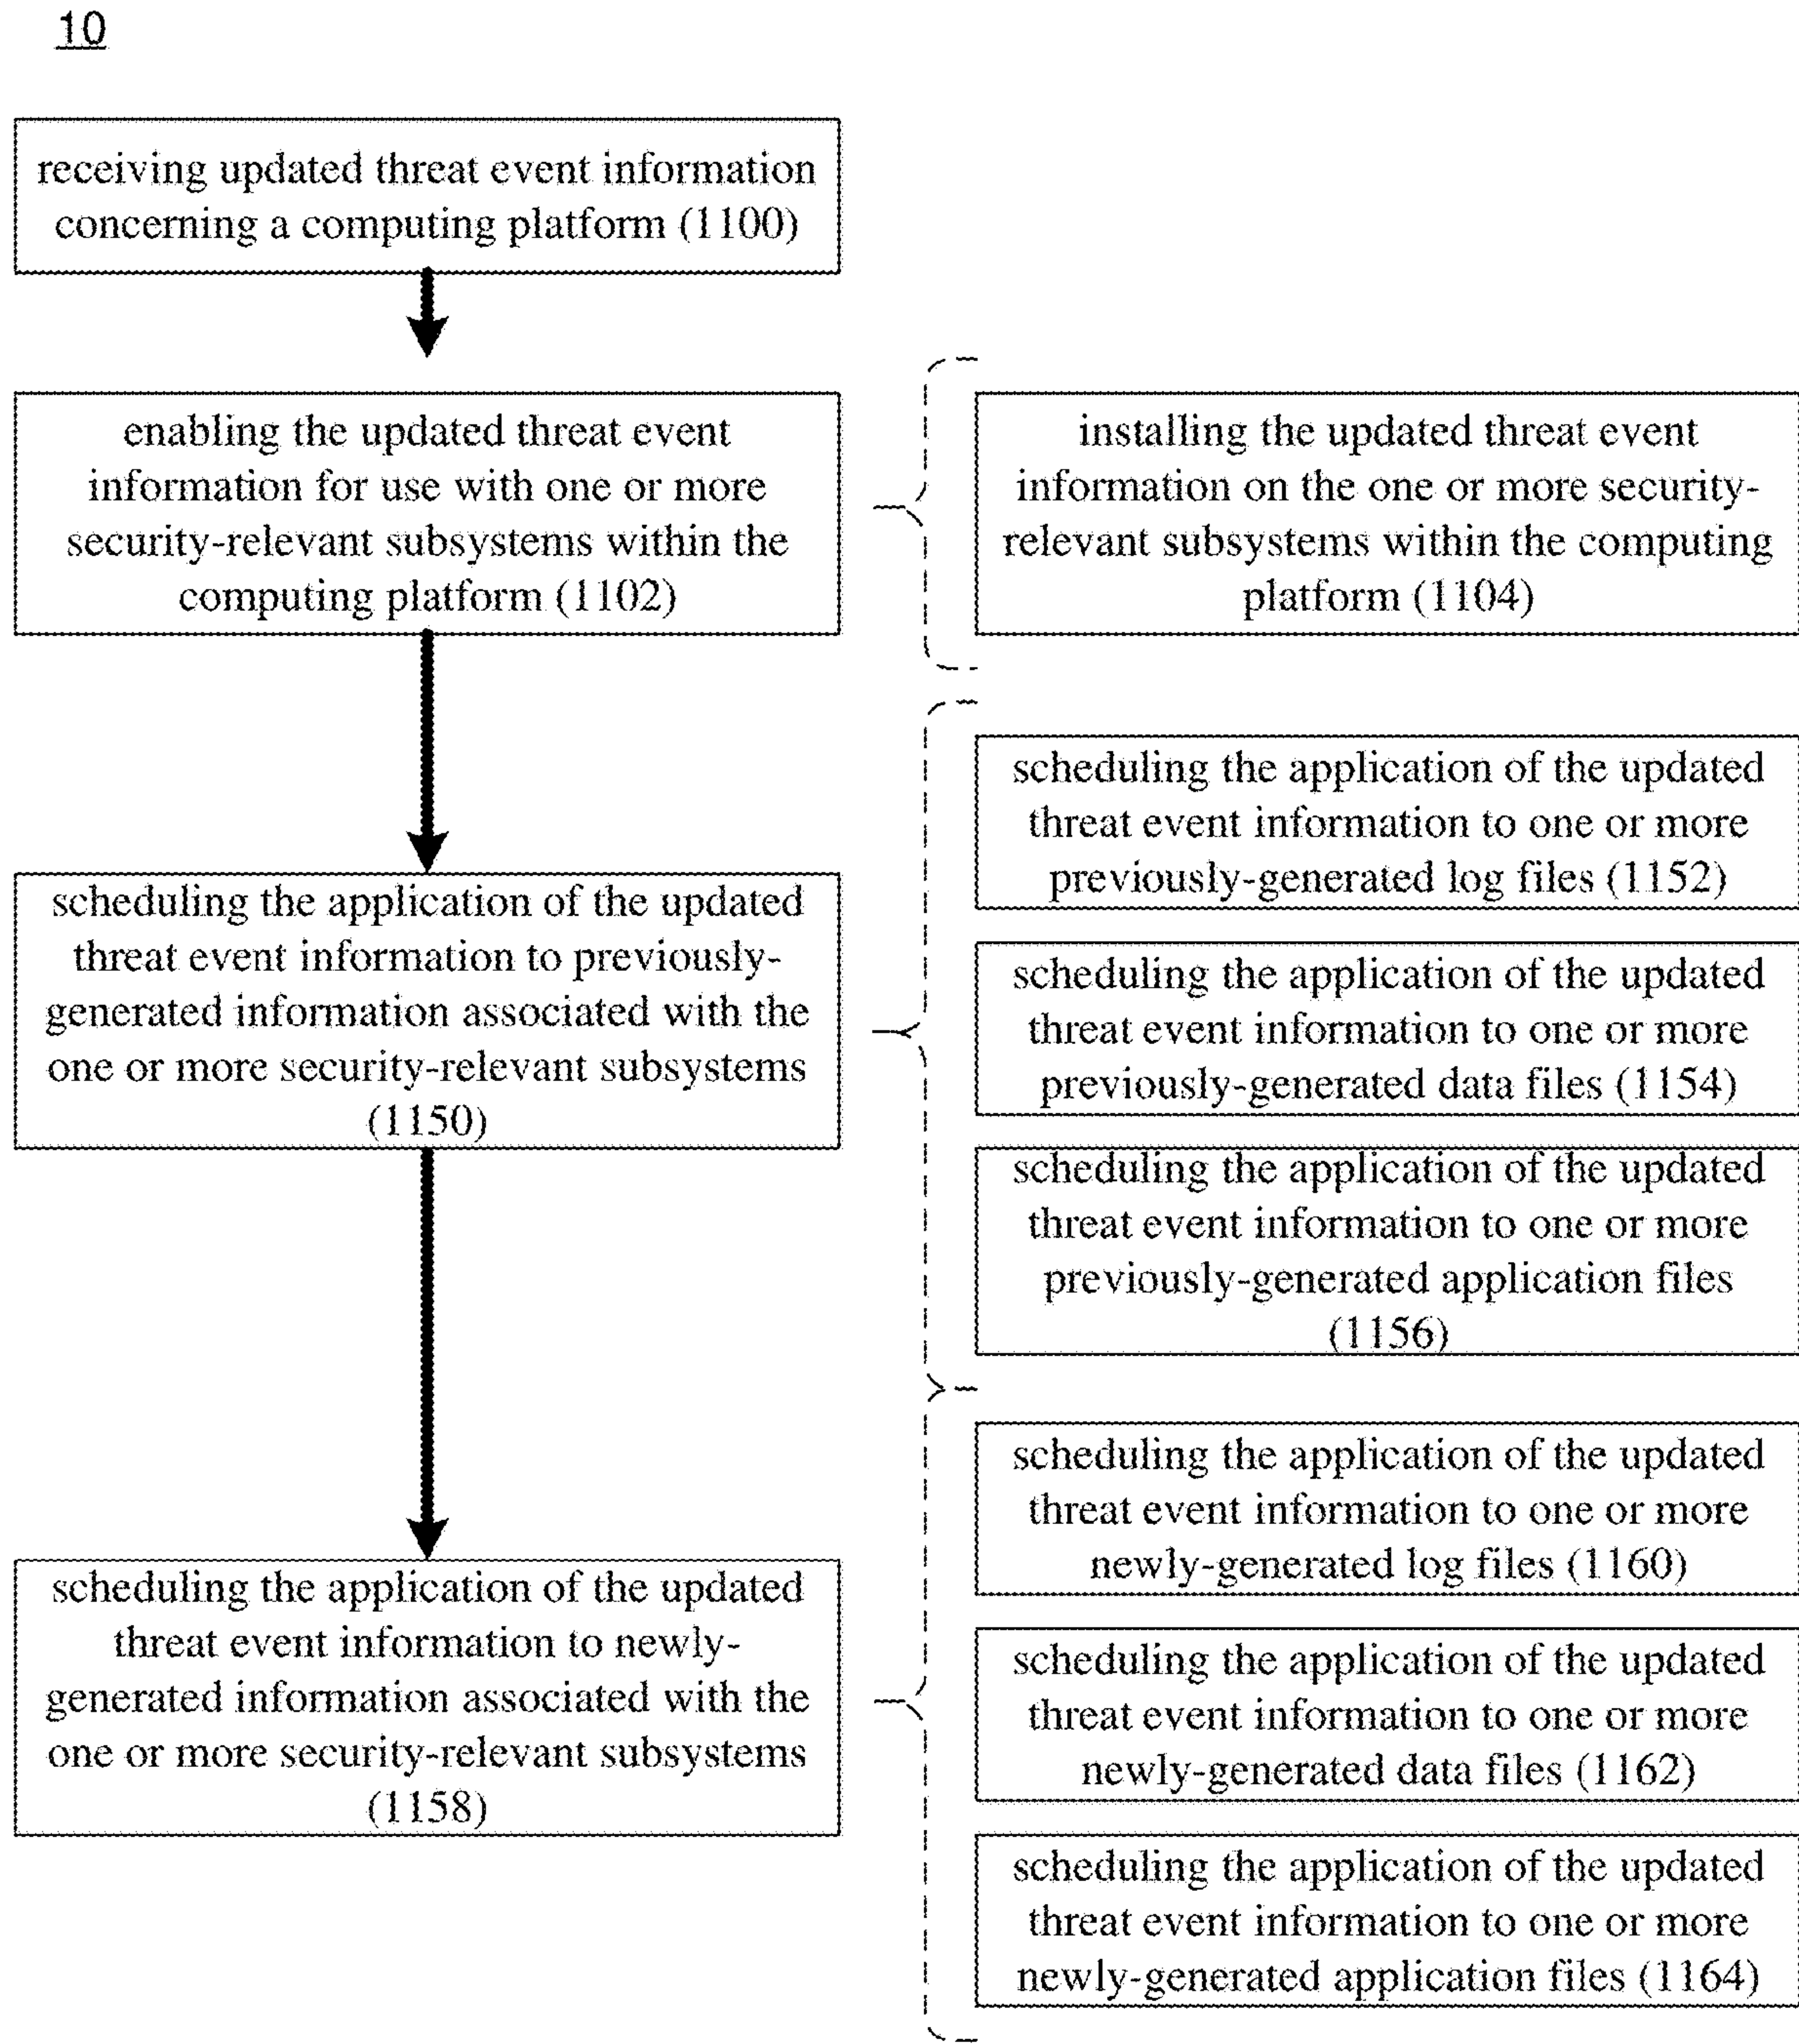 10
receiving updated threat event information
concerning a computing platform (1100)
enabling the updated threat event
information for use with one or more
security-relevant subsystems within the
computing platform (1102)
installing the updated threat event
information on the one or more security-
relevant subsystems within the computing
platform (1104)
scheduling the application of the updated
threat event information to previously-
generated information associated with the
one or more security-relevant subsystems
(1150)
scheduling the application of the updated
threat event information to one or more
previously-generated log files (1152)
scheduling the application of the updated
threat event information to one or more
previously-generated data files (1154)
scheduling the application of the updated
threat event information to one or more
previously-generated application files
(1156)
scheduling the application of the updated
threat event information to newly-
generated information associated with the
one or more security-relevant subsystems
(1158)
scheduling the application of the updated
threat event information to one or more
newly-generated log files (1160)
scheduling the application of the updated
threat event information to one or more
newly-generated data files (1162)
scheduling the application of the updated
threat event information to one or more
newly-generated application files (1164)